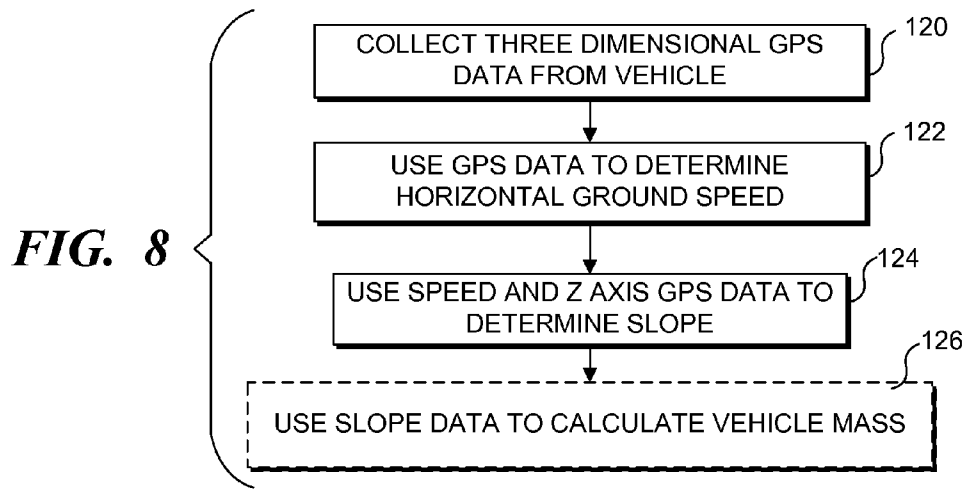 COLLECT THREE DIMENSIONAL GPS
DATA FROM VEHICLE
120
USE GPS DATA TO DETERMINE
HORIZONTAL GROUND SPEED
122
FIG. 8
USE SPEED AND Z AXIS GPS DATA TO
DETERMINE SLOPE
124
USE SLOPE DATA TO CALCULATE VEHICLE MASS
126